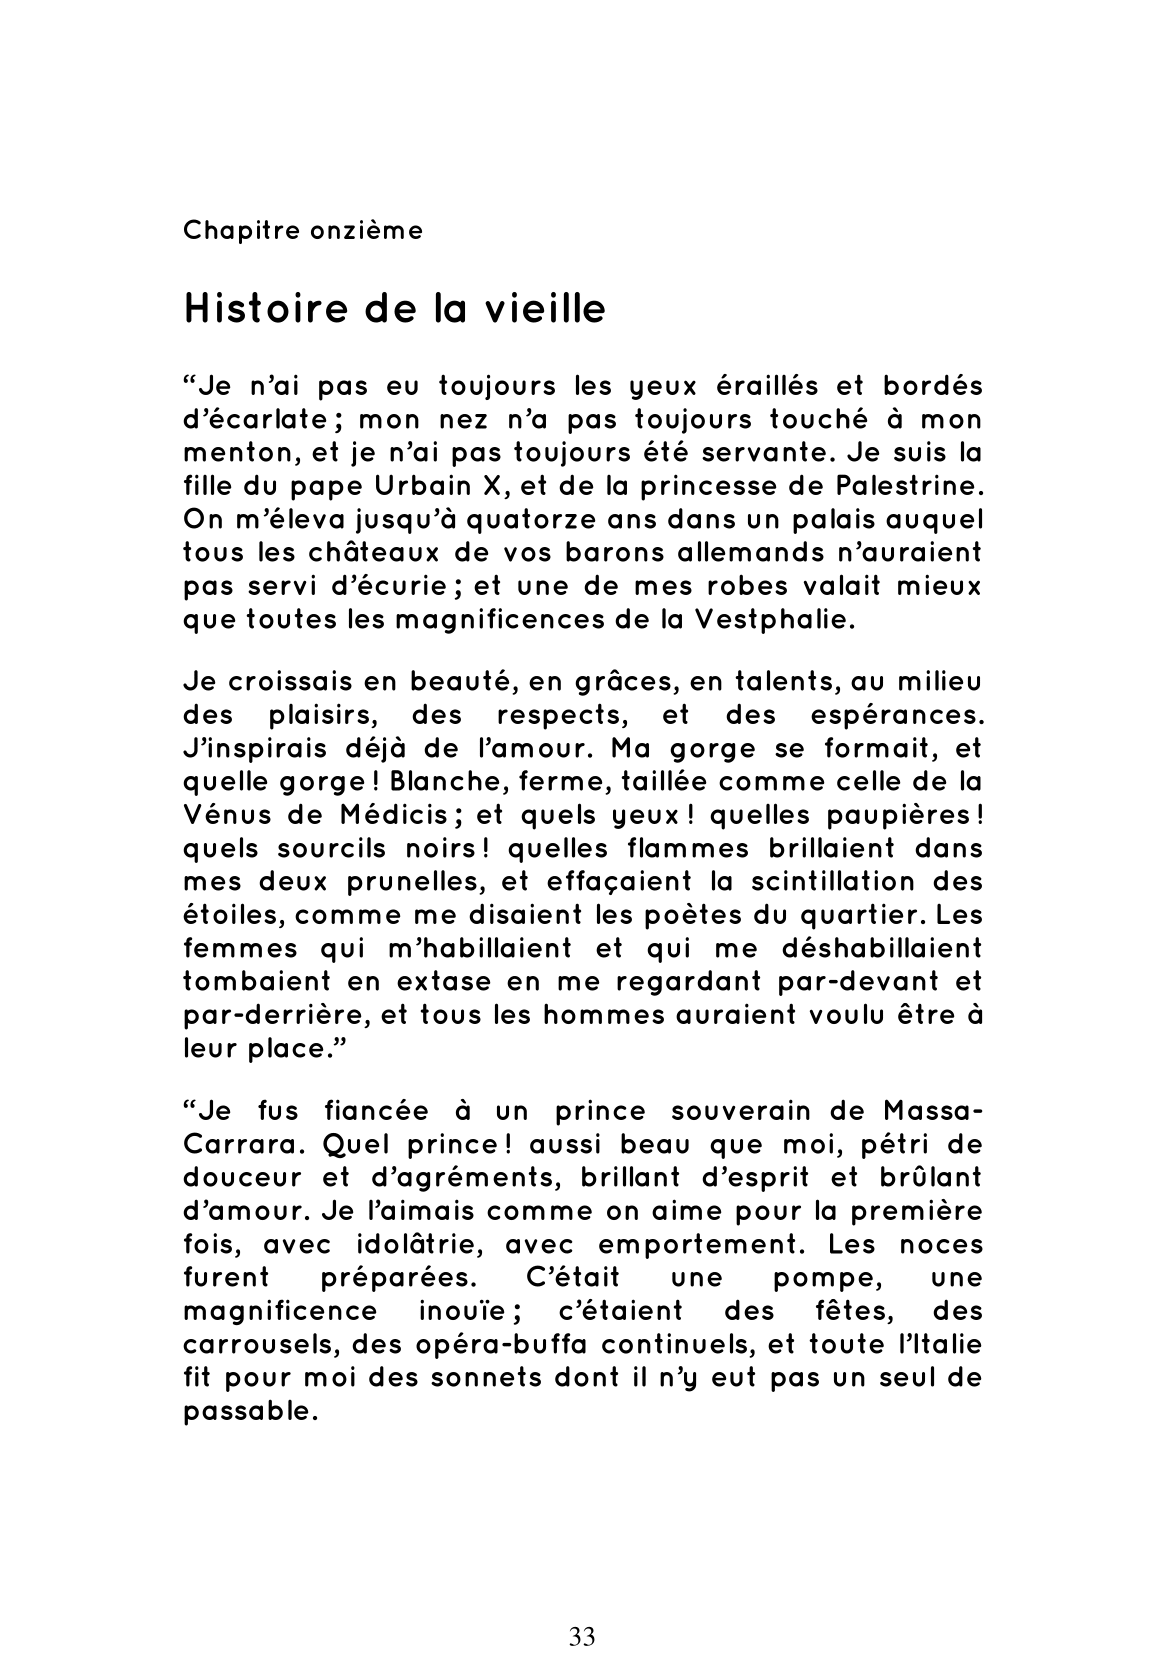 Chapitre onzième
Histoire de la vieille
“Je n’ai pas eu toujours les yeux éraillés et bordés
d’écarlate ; mon nez n’a pas toujours touché à mon
menton, et je n’ai pas toujours été servante. Je suis la
fille du pape Urbain X, et de la princesse de Palestrine.
On m’éleva jusqu’à quatorze ans dans un palais auquel
tous les châteaux de vos barons allemands n’auraient
pas servi d’écurie ; et une de mes robes valait mieux
que toutes les magnificences de la Vestphalie.
Je croissais en beauté, en grâces, en talents, au milieu
des plaisirs, des respects, et des espérances.
J’inspirais déjà de l’amour. Ma gorge se formait, et
quelle gorge ! Blanche, ferme, taillée comme celle de la
Vénus de Médicis ; et quels yeux ! quelles paupières !
quels sourcils noirs ! quelles flammes brillaient dans
mes deux prunelles, et effaçaient la scintillation des
étoiles, comme me disaient les poètes du quartier. Les
femmes qui m’habillaient et qui me déshabillaient
tombaient en extase en me regardant par-devant et
par-derrière, et tous les hommes auraient voulu être à
leur place.”
“Je fus fiancée à un prince souverain de Massa-
Carrara. Quel prince ! aussi beau que moi, pétri de
douceur et d’agréments, brillant d’esprit et brûlant
d’amour. Je l’aimais comme on aime pour la première
fois, avec idolâtrie, avec emportement. Les noces
furent préparées. C’était une pompe, une
magnificence inouïe ; c’étaient des fêtes, des
carrousels, des opéra-buffa continuels, et toute l’Italie
fit pour moi des sonnets dont il n’y eut pas un seul de
passable.
33